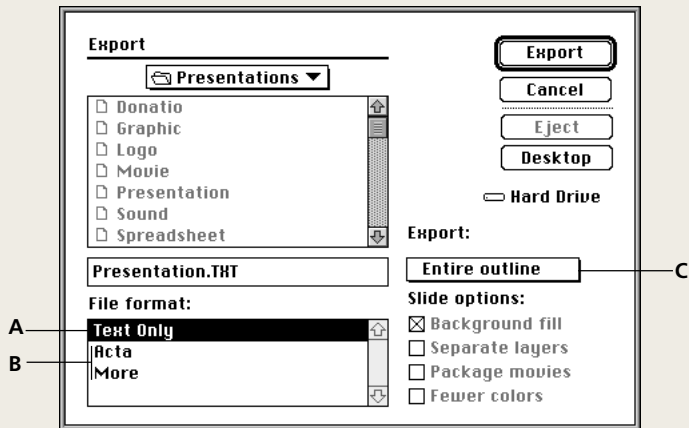 Export
Presentations
Donatio
Graphic
Logo
Movie
Presentation
Sound
Spreadsheet
Presentation.TXT
File format:
Text Only
Acta
More
Export
Cancel
Eject
Desktop
Hard Drive
Export:
Entire outline
Slide options:
Background fill
Separate layers
Package movies
Fewer colors
A
B
C